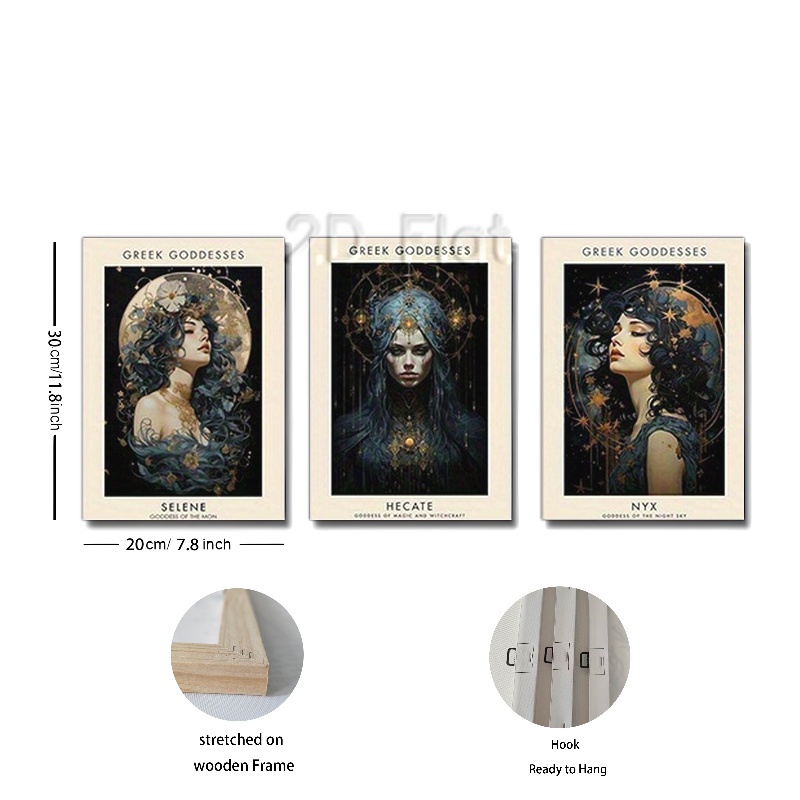 2D Flat
GREEK GODDESSES
GREEK GODDESSES
GREEK GODDESSES
30cm/11.8inch
SELENE
GODDESS OF THE MON
HECATE
GODDESS OF MAGIC AND WITCHCRAFT
NYX
GODDESS OF THE NIGHT SKY
20cm/ 7.8 inch
stretched on
wooden Frame
Hook
Ready to Hang